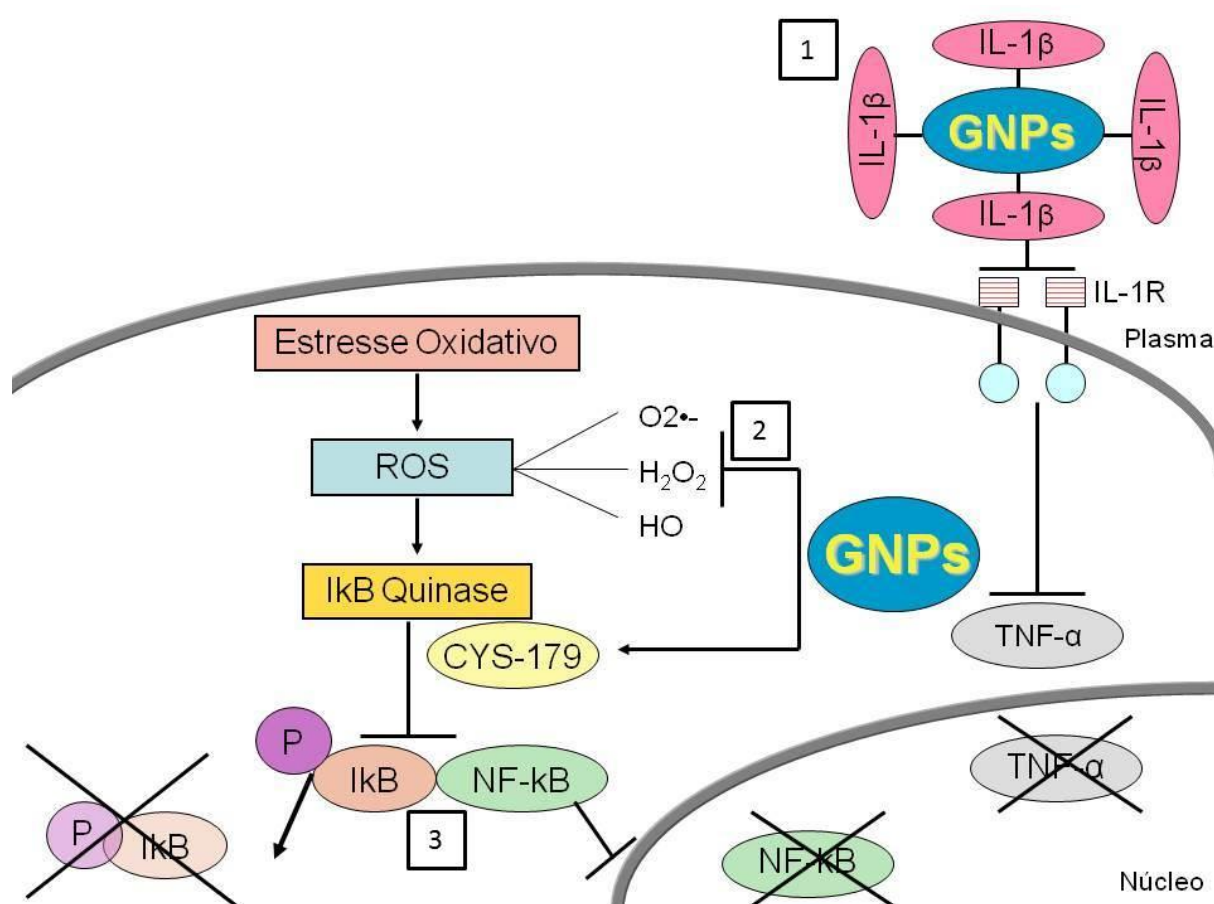 1
IL-1β
IL-1β
GNPs
IL-1β
IL-1β
IL-1R
Plasma
Estresse Oxidativo
ROS
O2•-
H₂O₂
HO
2
GNPs
IkB Quinase
CYS-179
TNF-α
P
IkB
NF-kB
3
P
IkB
TNF-α
NF-kB
Núcleo